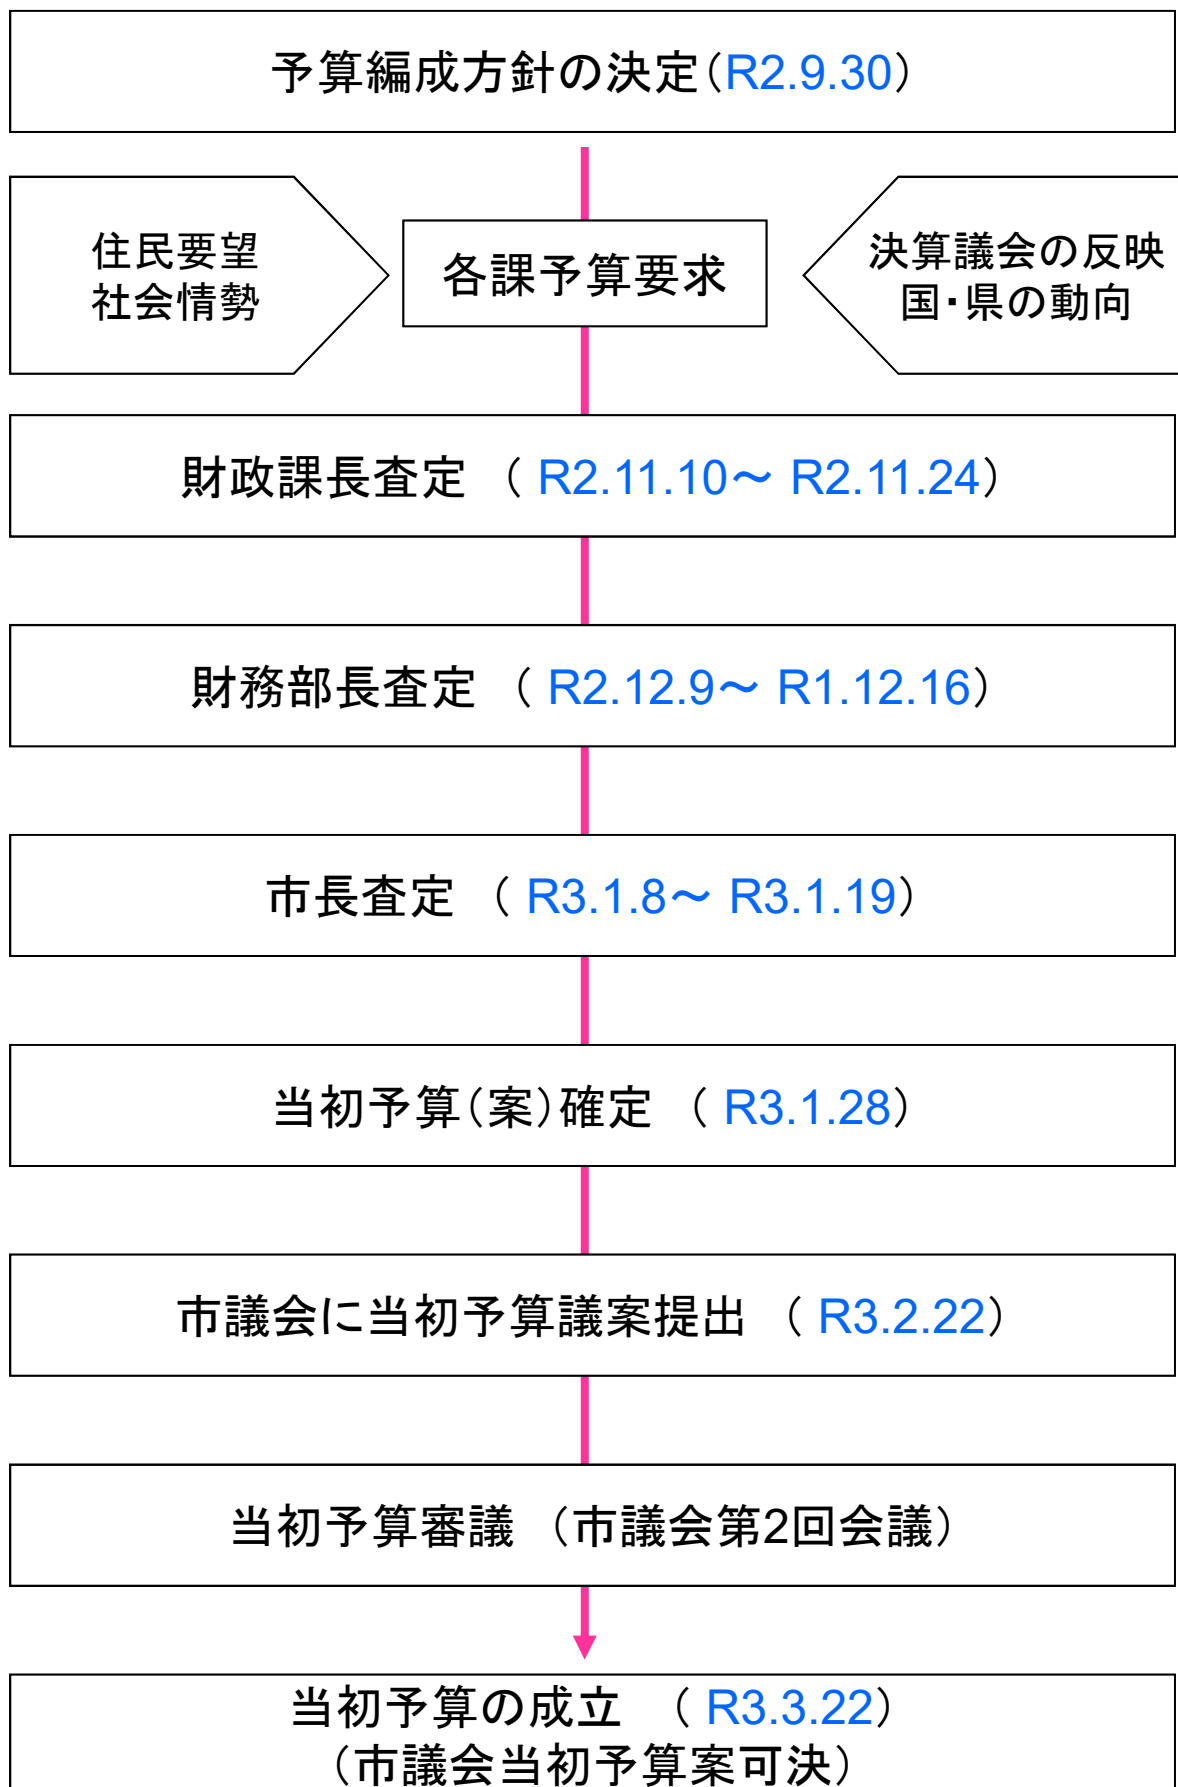 予算編成方針の決定（R2.9.30）
住民要望
社会情勢
各課予算要求
決算議会の反映
国・県の動向
財政課長査定　（ R2.11.10～ R2.11.24）
財務部長査定　（ R2.12.9～ R1.12.16）
市長査定　（ R3.1.8～ R3.1.19）
当初予算（案）確定　（ R3.1.28）
市議会に当初予算議案提出　（ R3.2.22）
当初予算審議　（市議会第2回会議）
当初予算の成立　（ R3.3.22）
（市議会当初予算案可決）